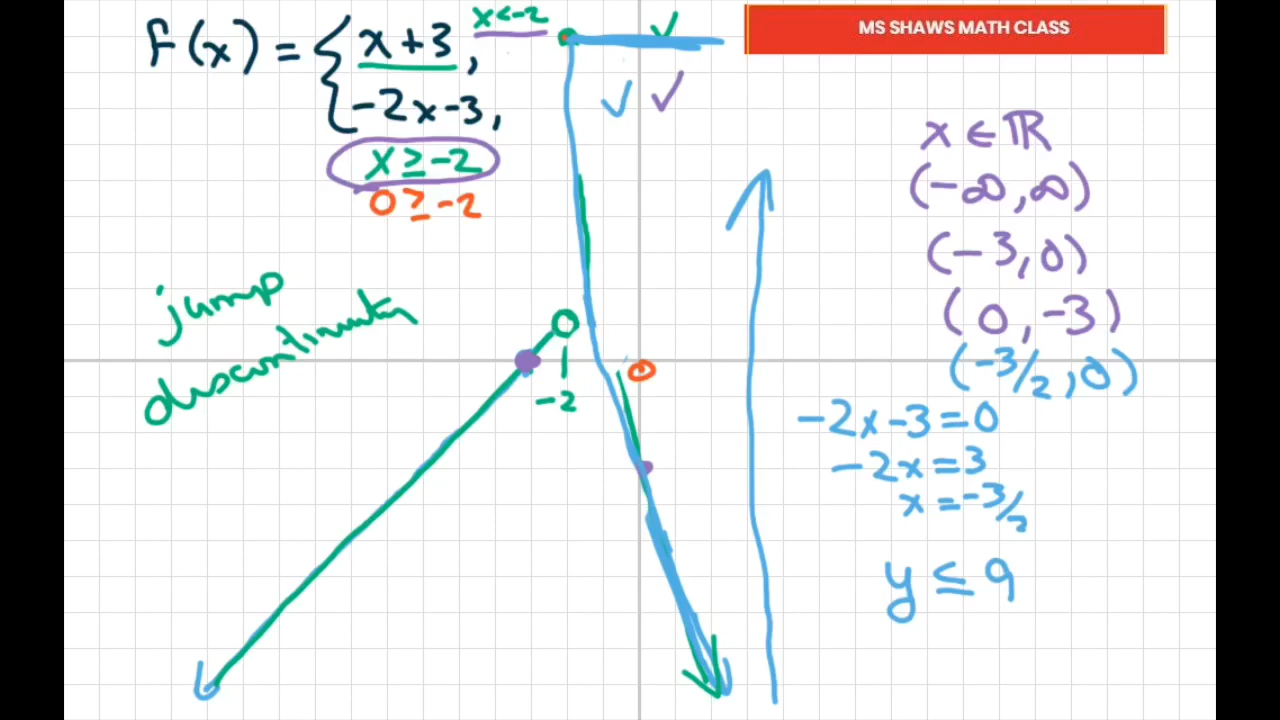 f(x) = { x+3, x<-2
{ -2x-3,
x ≥ -2
0 ≥ -2
MS SHAWS MATH CLASS
jump
discontinuity
-2
x ∈ ℝ
(-∞, ∞)
(-3, 0)
(0, -3)
(-3/2, 0)
-2x-3=0
-2x=3
x=-3/2
y ≤ 9